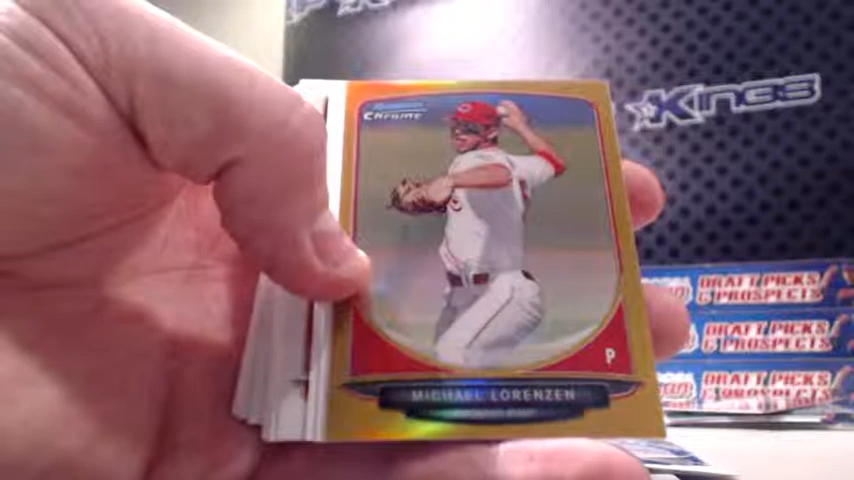 KINGS
Chrome
DRAFT PICKS
& PROSPECTS
DRAFT PICKS
& PROSPECTS
DRAFT PICKS
& PROSPECTS
P
MICHAEL LORENZEN